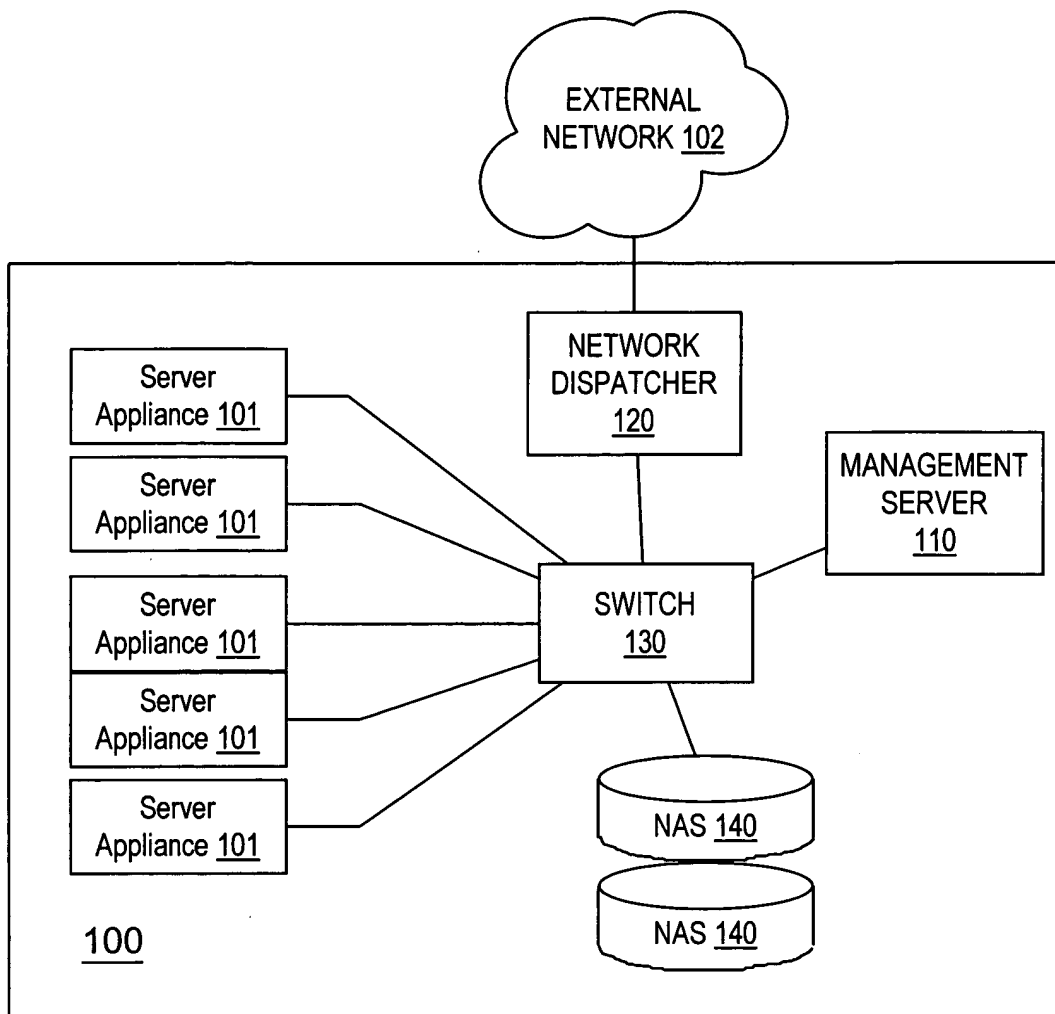 EXTERNAL
NETWORK 102
NETWORK
DISPATCHER
120
Server
Appliance 101
Server
Appliance 101
Server
Appliance 101
Server
Appliance 101
Server
Appliance 101
MANAGEMENT
SERVER
110
SWITCH
130
NAS 140
NAS 140
100